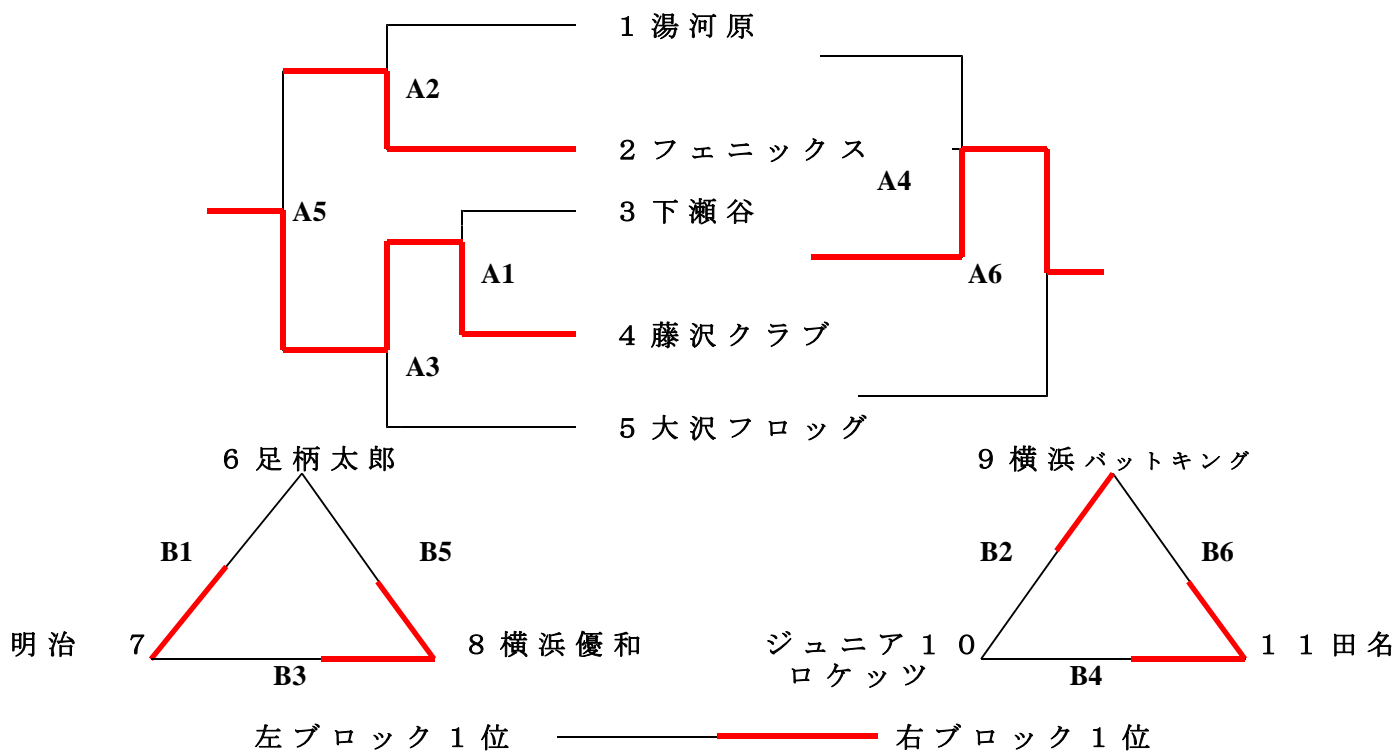 １湯河原
A2
２フェニックス
A4
３下瀬谷
A5
A1
A6
４藤沢クラブ
A3
５大沢フロッグ
６足柄太郎
９横浜バットキング
B1
B5
B2
B6
明治　７
８横浜優和
ジュニア１０
ロケッツ
１１田名
B3
B4
左ブロック１位
右ブロック１位